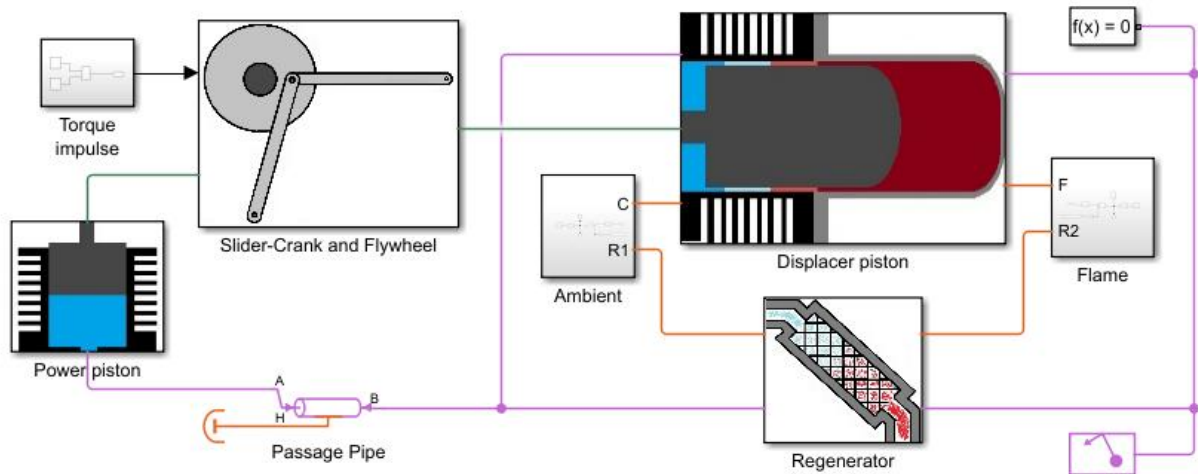 f(x) = 0
Torque
impulse
Slider-Crank and Flywheel
C
R1
Ambient
Displacer piston
F
R2
Flame
Power piston
A
B
H
Passage Pipe
Regenerator